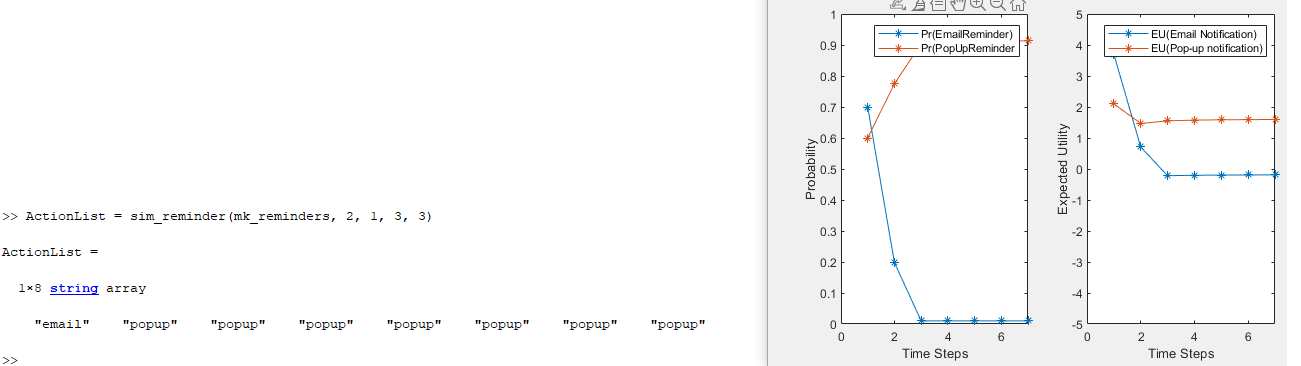 >> ActionList = sim_reminder(mk_reminders, 2, 1, 3, 3)
ActionList =
1×8 string array
"email" "popup" "popup" "popup" "popup" "popup" "popup" "popup"
>>
Pr(EmailReminder)
Pr(PopUpReminder
1
0.9
0.8
0.7
0.6
0.5
0.4
0.3
0.2
0.1
0
Probability
0 2 4 6
Time Steps
EU(Email Notification)
EU(Pop-up notification)
5
4
3
2
1
0
-1
-2
-3
-4
-5
Expected Utility
0 2 4 6
Time Steps